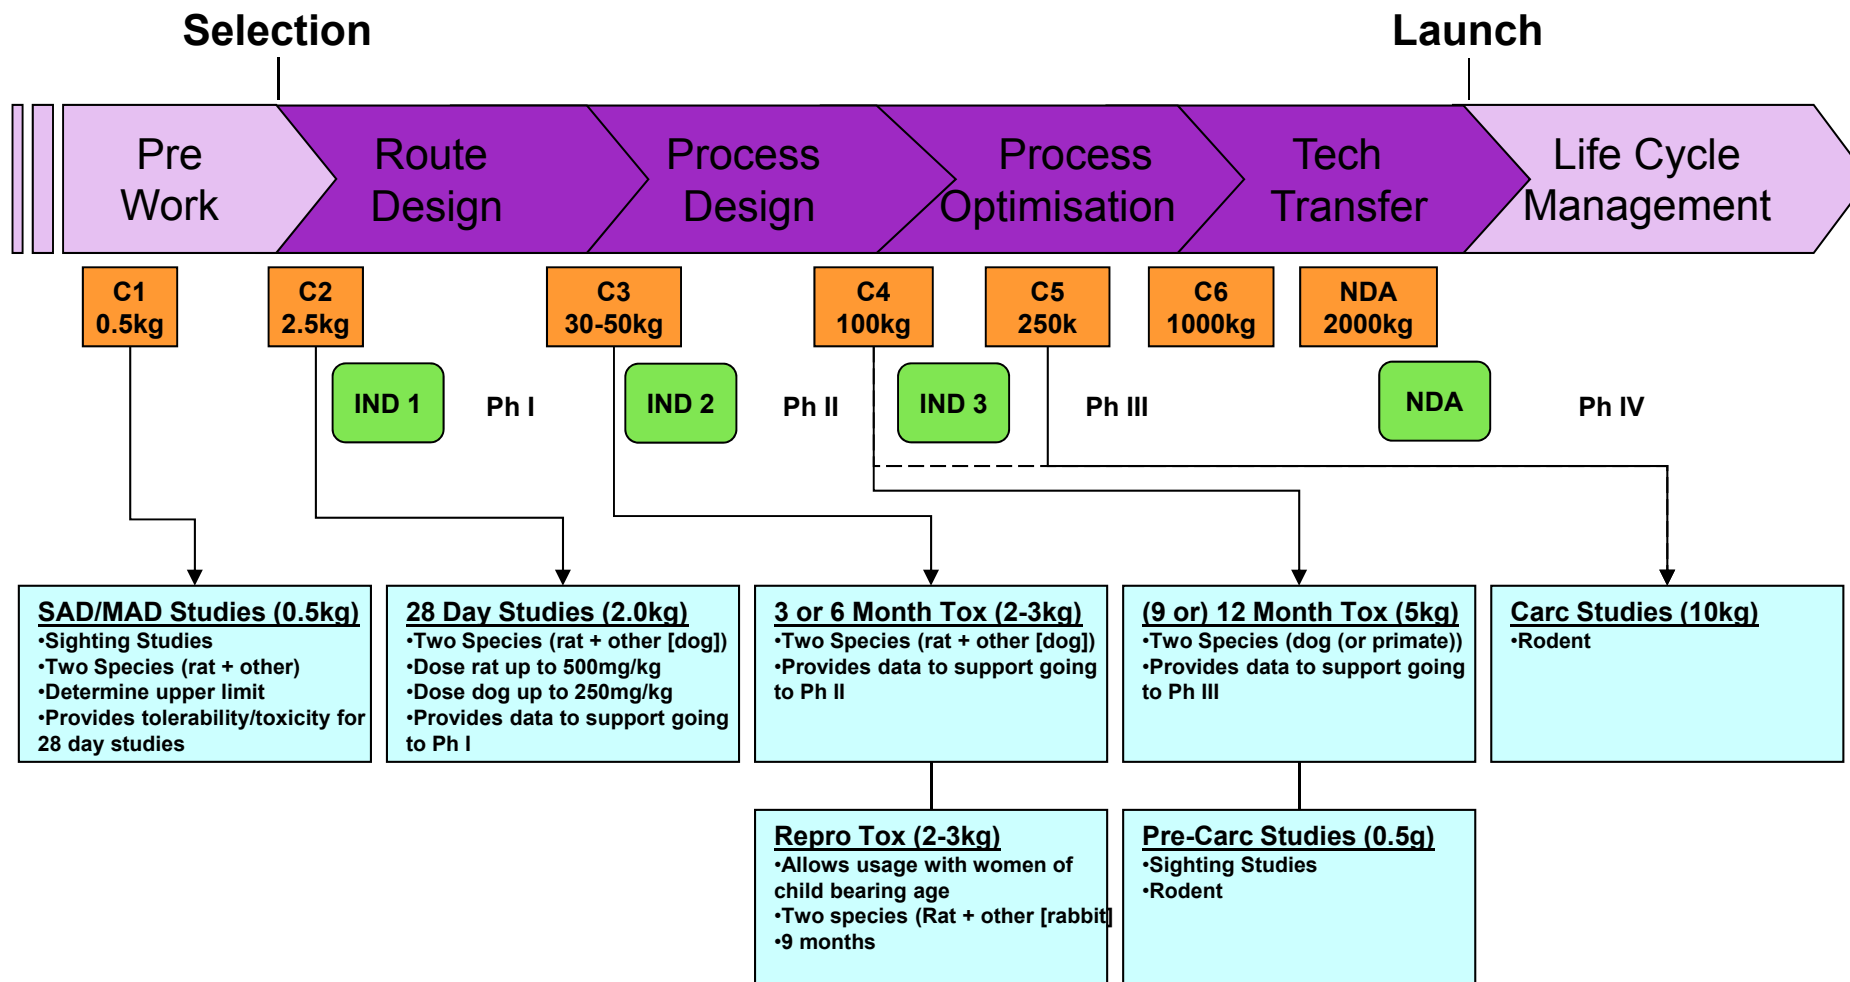 Selection
Launch
Pre
Work
Route
Design
Process
Design
Process
Optimisation
Tech
Transfer
Life Cycle
Management
C1
0.5kg
C2
2.5kg
C3
30-50kg
C4
100kg
C5
250k
C6
1000kg
NDA
2000kg
IND 1
Ph I
IND 2
Ph II
IND 3
Ph III
NDA
Ph IV
SAD/MAD Studies (0.5kg)
•Sighting Studies
•Two Species (rat + other)
•Determine upper limit
•Provides tolerability/toxicity for
28 day studies
28 Day Studies (2.0kg)
•Two Species (rat + other [dog])
•Dose rat up to 500mg/kg
•Dose dog up to 250mg/kg
•Provides data to support going
to Ph I
3 or 6 Month Tox (2-3kg)
•Two Species (rat + other [dog])
•Provides data to support going
to Ph II
(9 or) 12 Month Tox (5kg)
•Two Species (dog (or primate))
•Provides data to support going
to Ph III
Carc Studies (10kg)
•Rodent
Repro Tox (2-3kg)
•Allows usage with women of
child bearing age
•Two species (Rat + other [rabbit]
•9 months
Pre-Carc Studies (0.5g)
•Sighting Studies
•Rodent